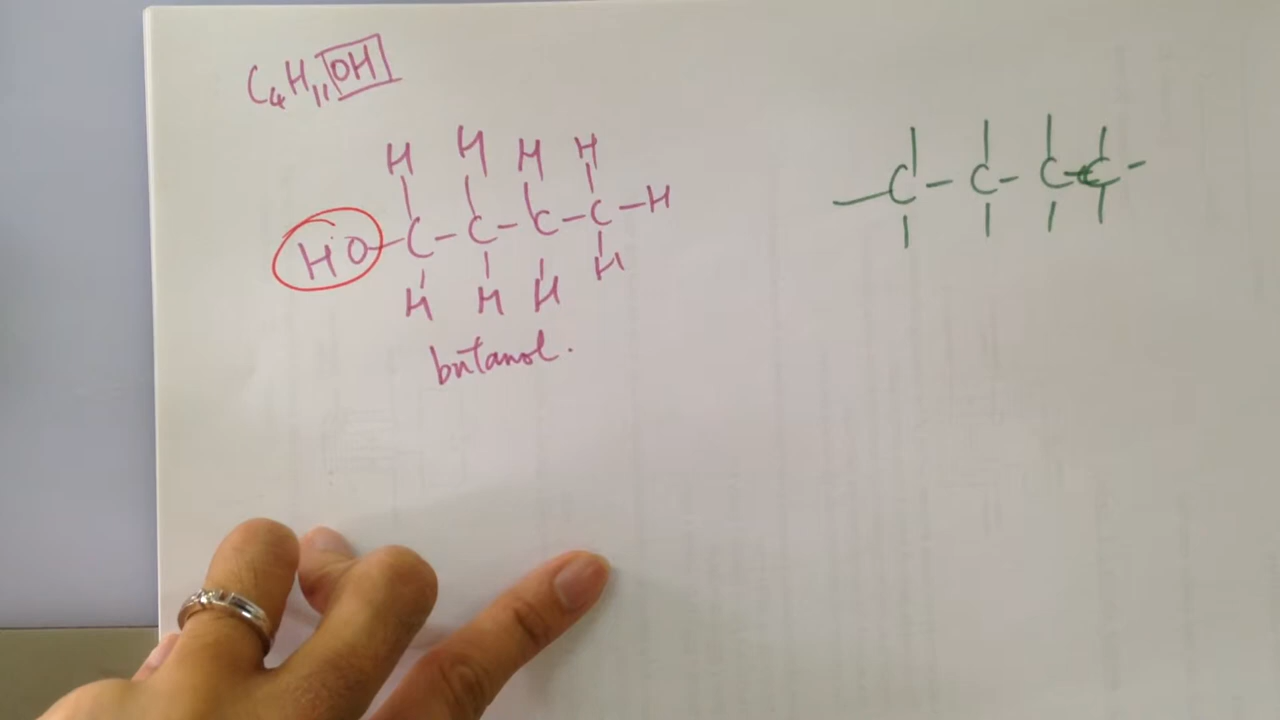 C4H11OH
H H H H
HO-C-C-C-C-H
H H H H
butanol.
-C-C-C-C-